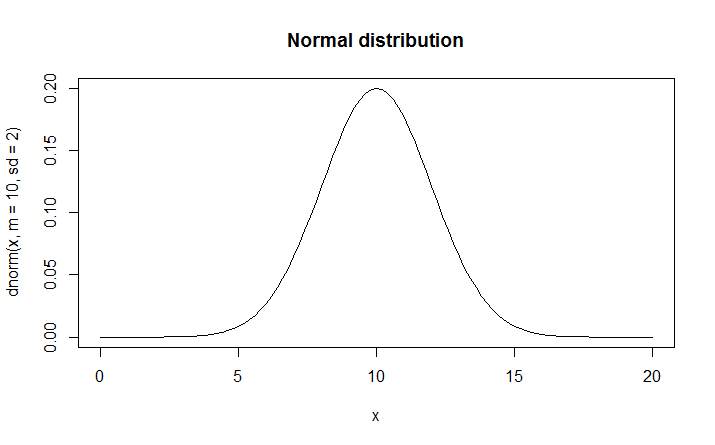 Normal distribution
dnorm(x, m = 10, sd = 2)
0.20
0.15
0.10
0.05
0.00
0 5 10 15 20
x